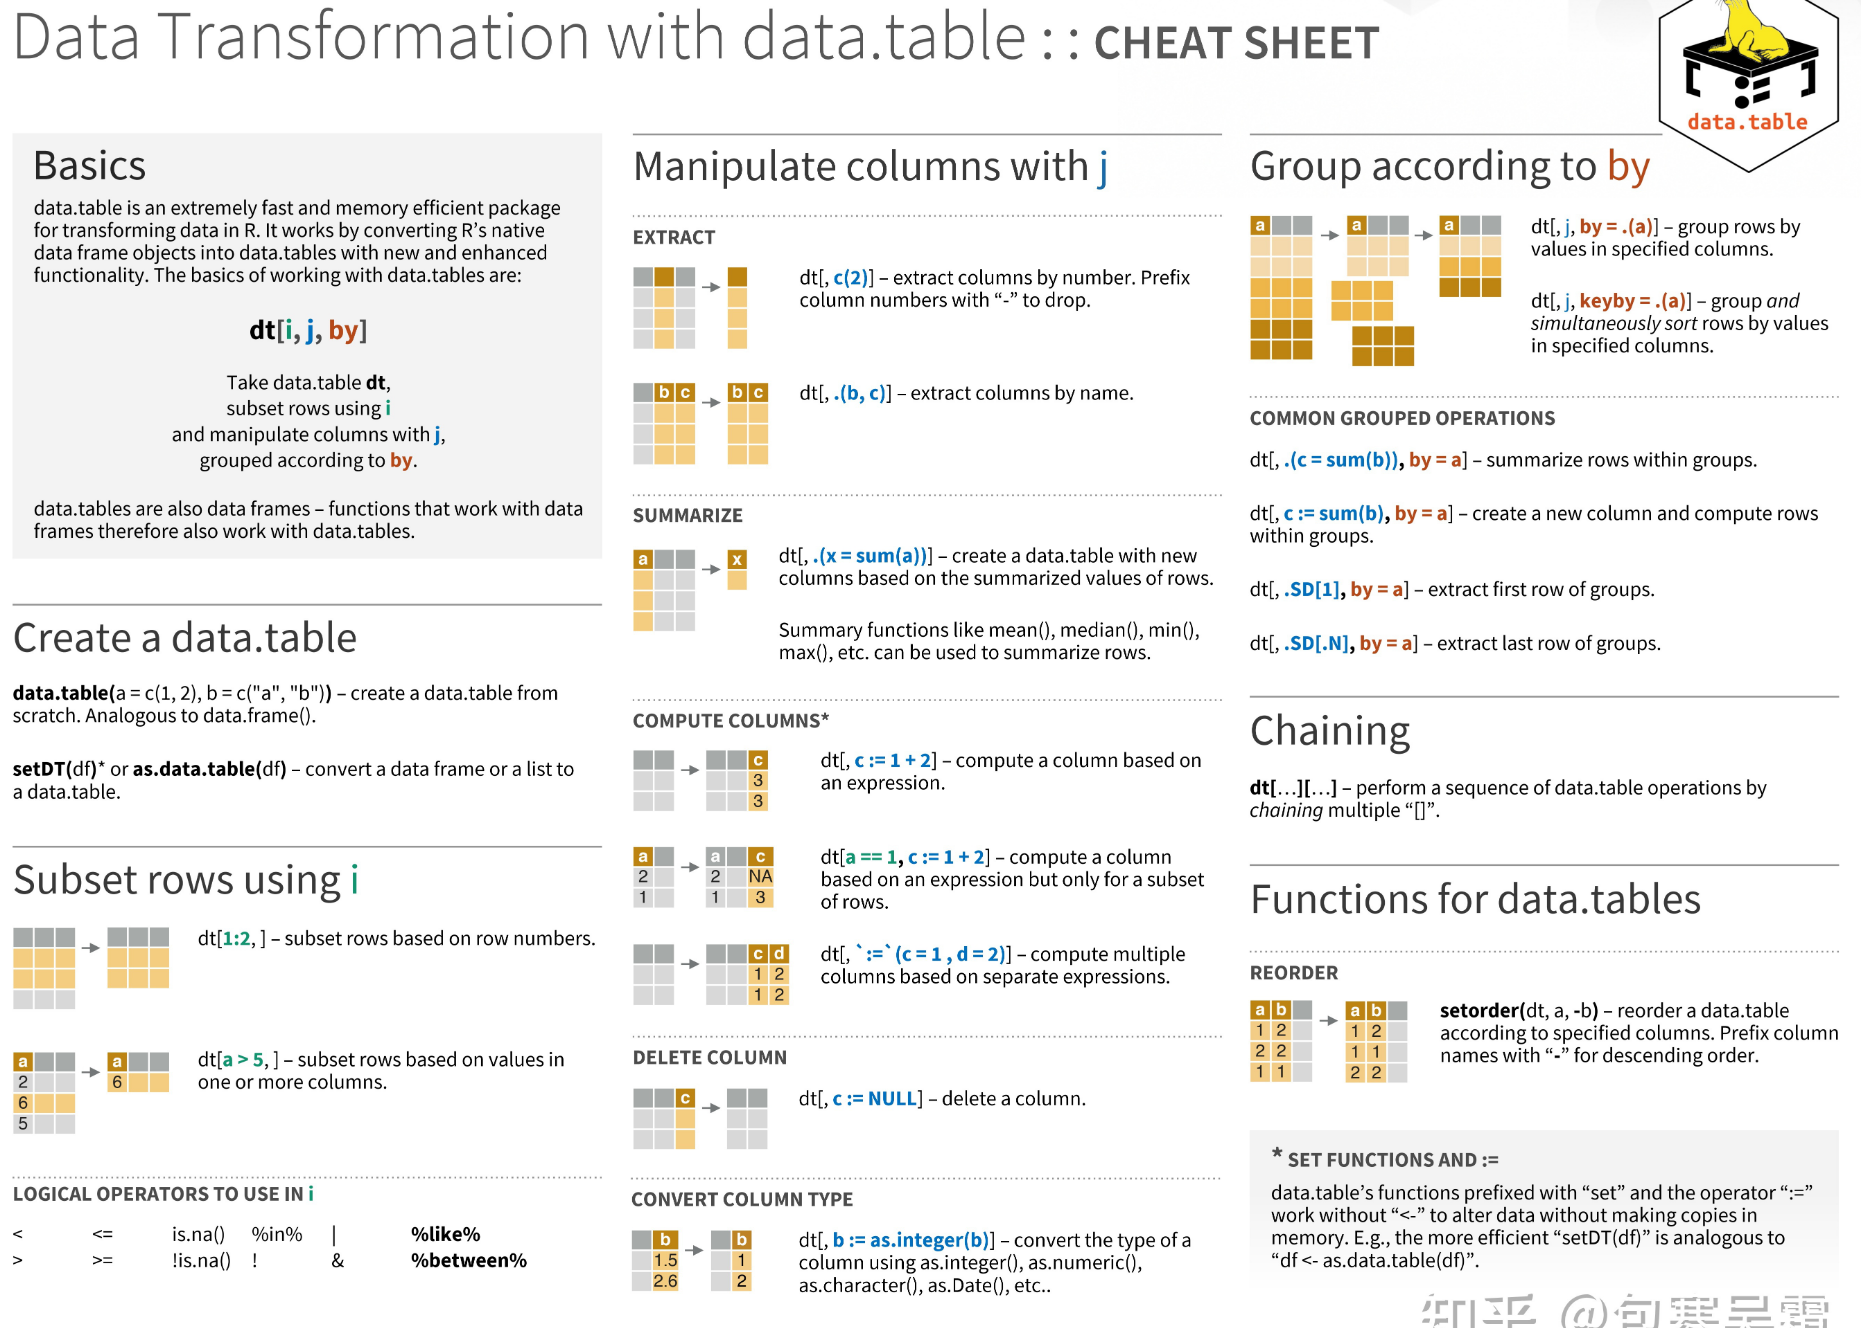 Data Transformation with data.table : : CHEAT SHEET
data.table
Basics
data.table is an extremely fast and memory efficient package
for transforming data in R. It works by converting R’s native
data frame objects into data.tables with new and enhanced
functionality. The basics of working with data.tables are:
dt[i, j, by]
Take data.table dt,
subset rows using i
and manipulate columns with j,
grouped according to by.
data.tables are also data frames – functions that work with data
frames therefore also work with data.tables.
Create a data.table
data.table(a = c(1, 2), b = c("a", "b")) – create a data.table from
scratch. Analogous to data.frame().
setDT(df)* or as.data.table(df) – convert a data frame or a list to
a data.table.
Subset rows using i
dt[1:2, ] – subset rows based on row numbers.
a
2
6
5
a
6
dt[a > 5, ] – subset rows based on values in
one or more columns.
LOGICAL OPERATORS TO USE IN i
< <= is.na() %in% | %like%
> >= !is.na() ! & %between%
Manipulate columns with j
EXTRACT
dt[, c(2)] – extract columns by number. Prefix
column numbers with “-” to drop.
b c
b c
dt[, .(b, c)] – extract columns by name.
SUMMARIZE
a
x
dt[, .(x = sum(a))] – create a data.table with new
columns based on the summarized values of rows.
Summary functions like mean(), median(), min(),
max(), etc. can be used to summarize rows.
COMPUTE COLUMNS*
c
3
3
dt[, c := 1 + 2] – compute a column based on
an expression.
a
2
1
a c
2 NA
1 3
dt[a == 1, c := 1 + 2] – compute a column
based on an expression but only for a subset
of rows.
c d
1 2
1 2
dt[, `:=`(c = 1 , d = 2)] – compute multiple
columns based on separate expressions.
DELETE COLUMN
c
dt[, c := NULL] – delete a column.
CONVERT COLUMN TYPE
b
1.5
2.6
b
1
2
dt[, b := as.integer(b)] – convert the type of a
column using as.integer(), as.numeric(),
as.character(), as.Date(), etc..
Group according to by
a
a
a
dt[, j, by = .(a)] – group rows by
values in specified columns.
dt[, j, keyby = .(a)] – group and
simultaneously sort rows by values
in specified columns.
COMMON GROUPED OPERATIONS
dt[, .(c = sum(b)), by = a] – summarize rows within groups.
dt[, c := sum(b), by = a] – create a new column and compute rows
within groups.
dt[, .SD[1], by = a] – extract first row of groups.
dt[, .SD[.N], by = a] – extract last row of groups.
Chaining
dt[…][…] – perform a sequence of data.table operations by
chaining multiple “[]”.
Functions for data.tables
REORDER
a b
1 2
2 2
1 1
a b
1 2
1 1
2 2
setorder(dt, a, -b) – reorder a data.table
according to specified columns. Prefix column
names with “-” for descending order.
* SET FUNCTIONS AND :=
data.table’s functions prefixed with “set” and the operator “:=”
work without “<-” to alter data without making copies in
memory. E.g., the more efficient “setDT(df)” is analogous to
“df <- as.data.table(df)”.
知乎